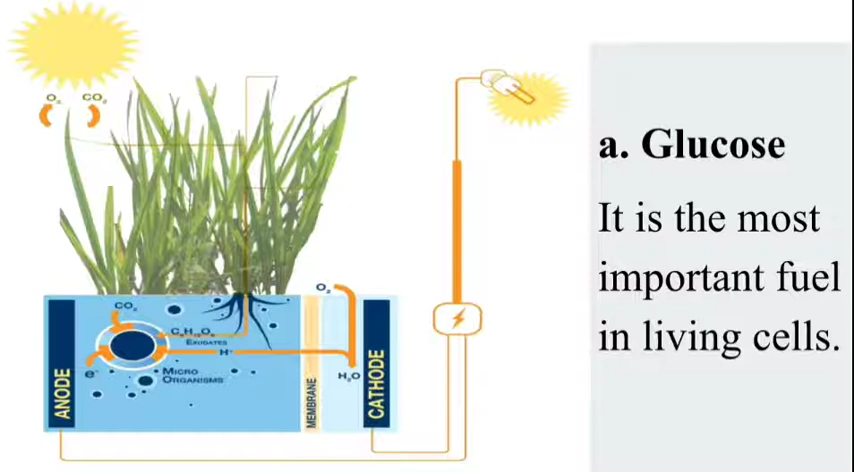 O₂ CO₂
a. Glucose
It is the most
important fuel
in living cells.
O₂
CO₂
C₆H₁₂O₆
EXUDATES
H⁺
e⁻
MICRO
ORGANISMS
H₂O
ANODE
MEMBRANE
CATHODE